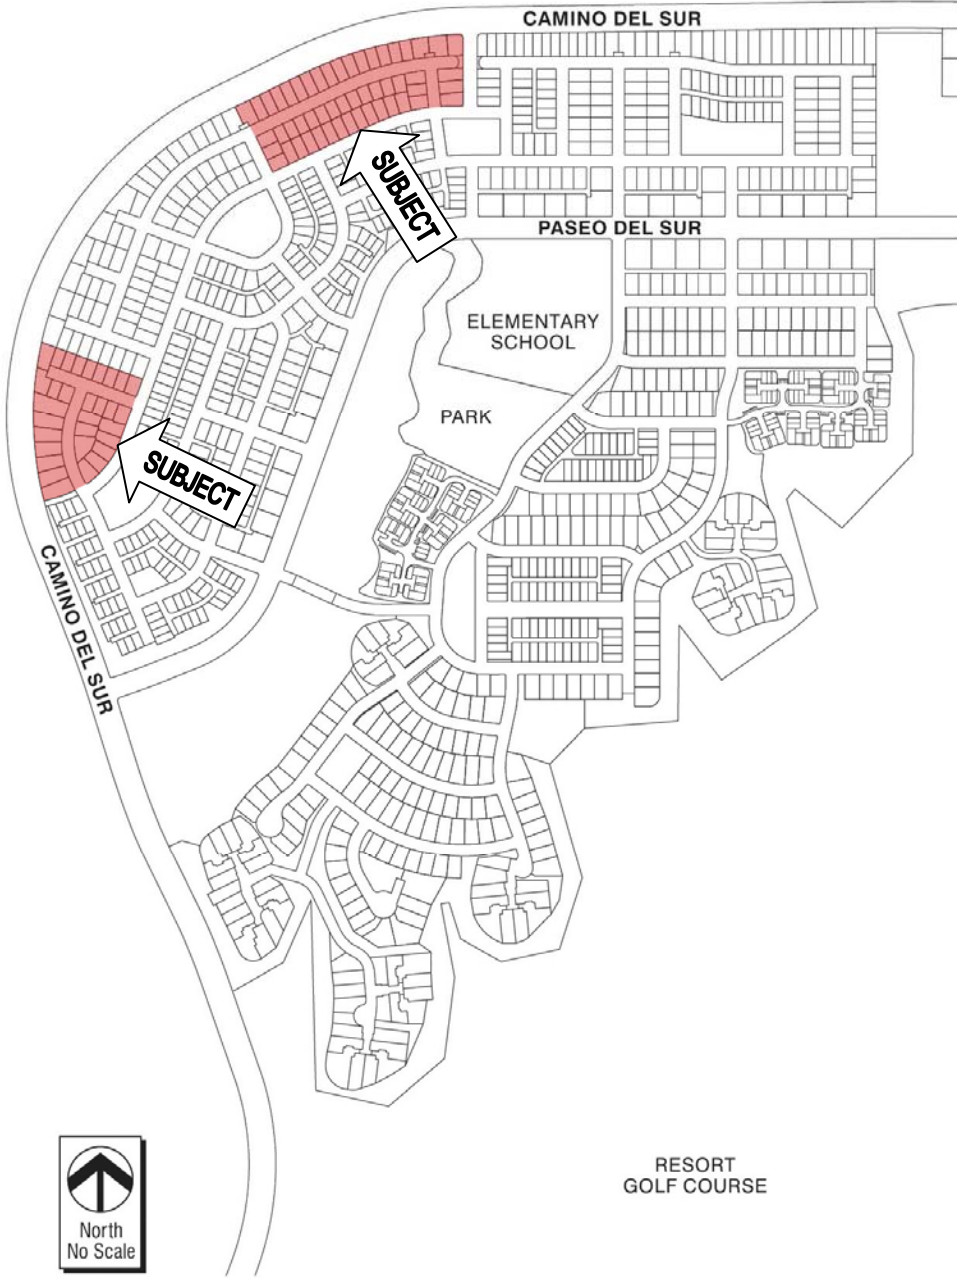 CAMINO DEL SUR
SUBJECT
PASEO DEL SUR
ELEMENTARY
SCHOOL
PARK
SUBJECT
CAMINO DEL SUR
RESORT
GOLF COURSE
North
No Scale